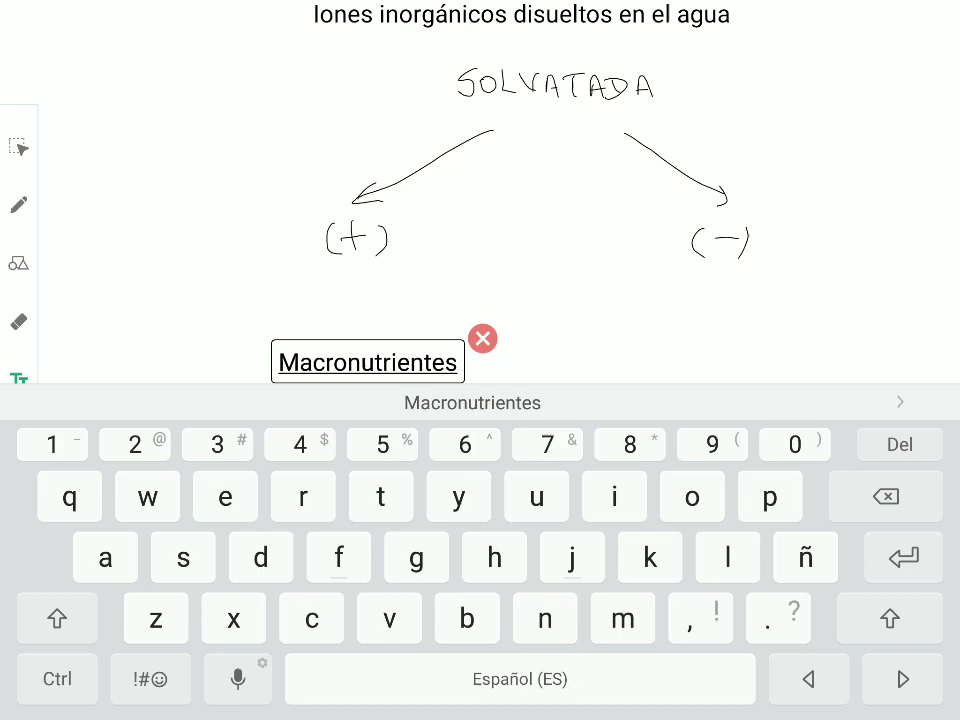 Iones inorgánicos disueltos en el agua
SOLVATADA
(+) (-)
Macronutrientes
Tт
Macronutrientes
1 - 2 @ 3 # 4 $ 5 % 6 ^ 7 & 8 * 9 ( 0 ) Del
q w e r t y u i o p
a s d f g h j k l ñ
z x c v b n m , ! . ?
Ctrl !#☺ Español (ES)